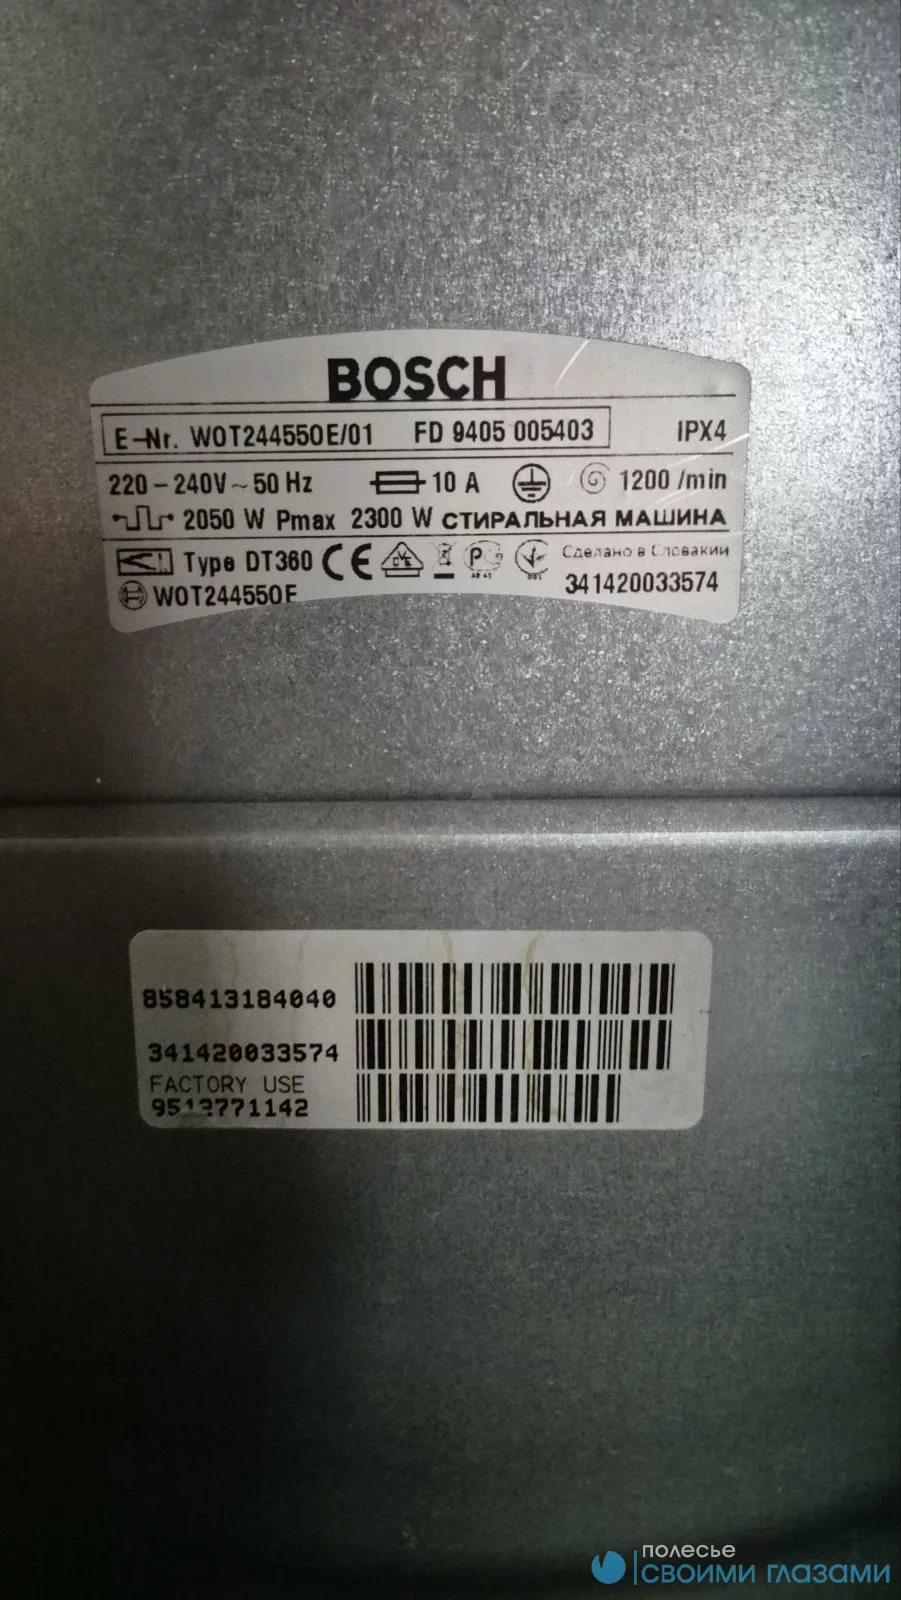 BOSCH
E-Nr. WOT24455OE/01 FD 9405 005403 IPX4
220-240V~50 Hz 10 A 1200 /min
2050 W Pmax 2300 W СТИРАЛЬНАЯ МАШИНА
Type DT360 CE Сделано в Словакии
WOT24455OE 341420033574
858413184040
341420033574
FACTORY USE
полесье
своими глазами